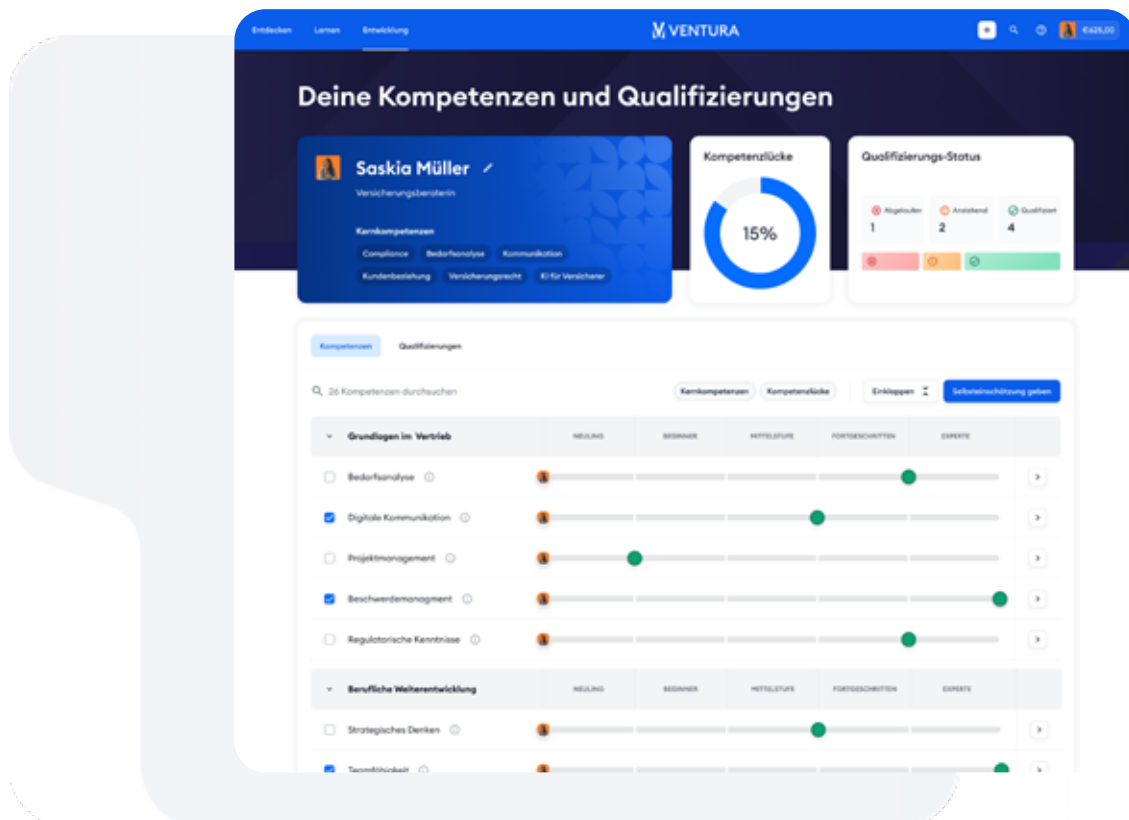 Entdecken Lernen Entwicklung VENTURA €625,00
Deine Kompetenzen und Qualifizierungen
Saskia Müller
Versicherungsberaterin
Kernkompetenzen
Compliance Bedarfsanalyse Kommunikation
Kundenbeziehung Versicherungsrecht KI für Versicherer
Kompetenzlücke
15%
Qualifizierungs-Status
Abgelaufen Anstehend Qualifiziert
1 2 4
Kompetenzen Qualifizierungen
26 Kompetenzen durchsuchen Kernkompetenzen Kompetenzlücke Einklappen Selbsteinschätzung geben
Grundlagen im Vertrieb NEULING BEGINNER MITTELSTUFE FORTGESCHRITTEN EXPERTE
Bedarfsanalyse
Digitale Kommunikation
Projektmanagement
Beschwerdemanagment
Regulatorische Kenntnisse
Berufliche Weiterentwicklung NEULING BEGINNER MITTELSTUFE FORTGESCHRITTEN EXPERTE
Strategisches Denken
Teamfähigkeit